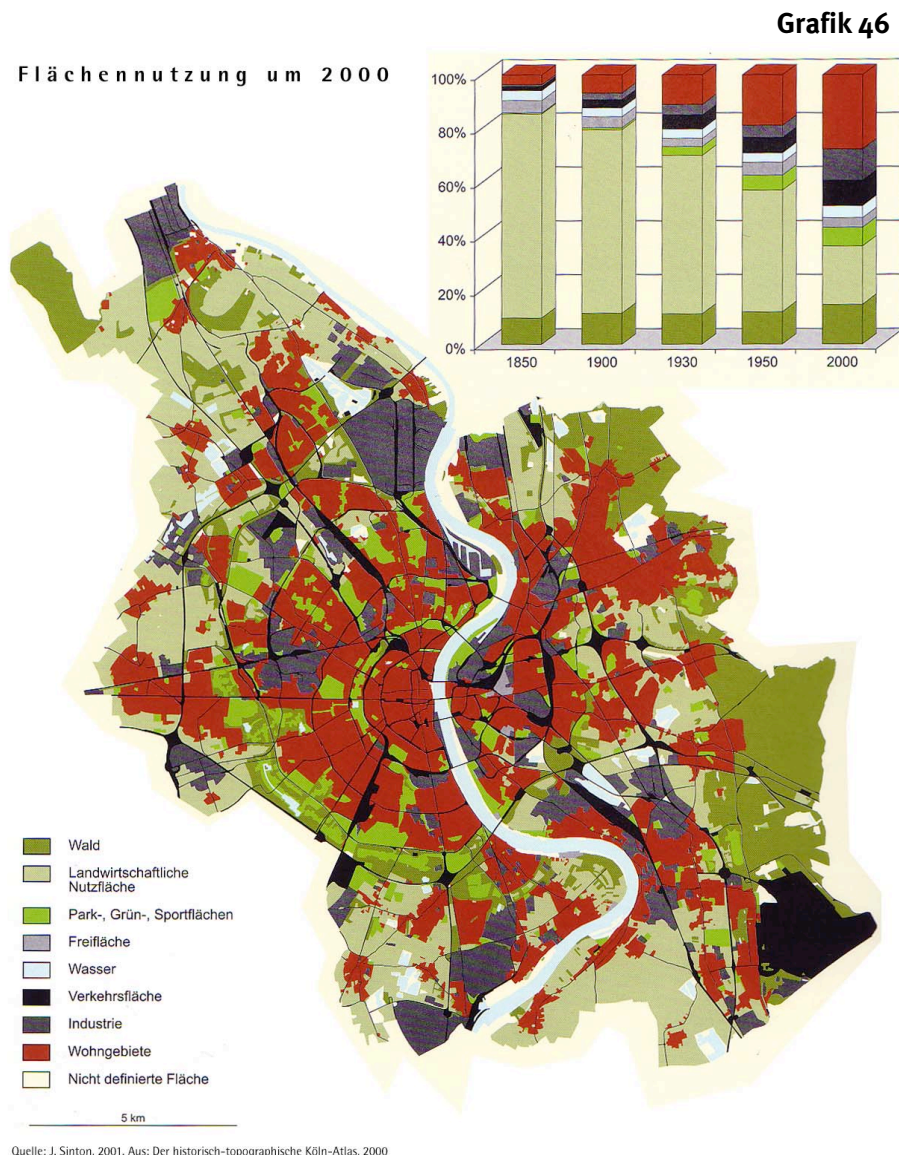 Grafik 46
Flächennutzung um 2000
100%
80%
60%
40%
20%
0%
1850 1900 1930 1950 2000
Wald
Landwirtschaftliche
Nutzfläche
Park-, Grün-, Sportflächen
Freifläche
Wasser
Verkehrsfläche
Industrie
Wohngebiete
Nicht definierte Fläche
5 km
Quelle: J. Sinton, 2001. Aus: Der historisch-topographische Köln-Atlas, 2000